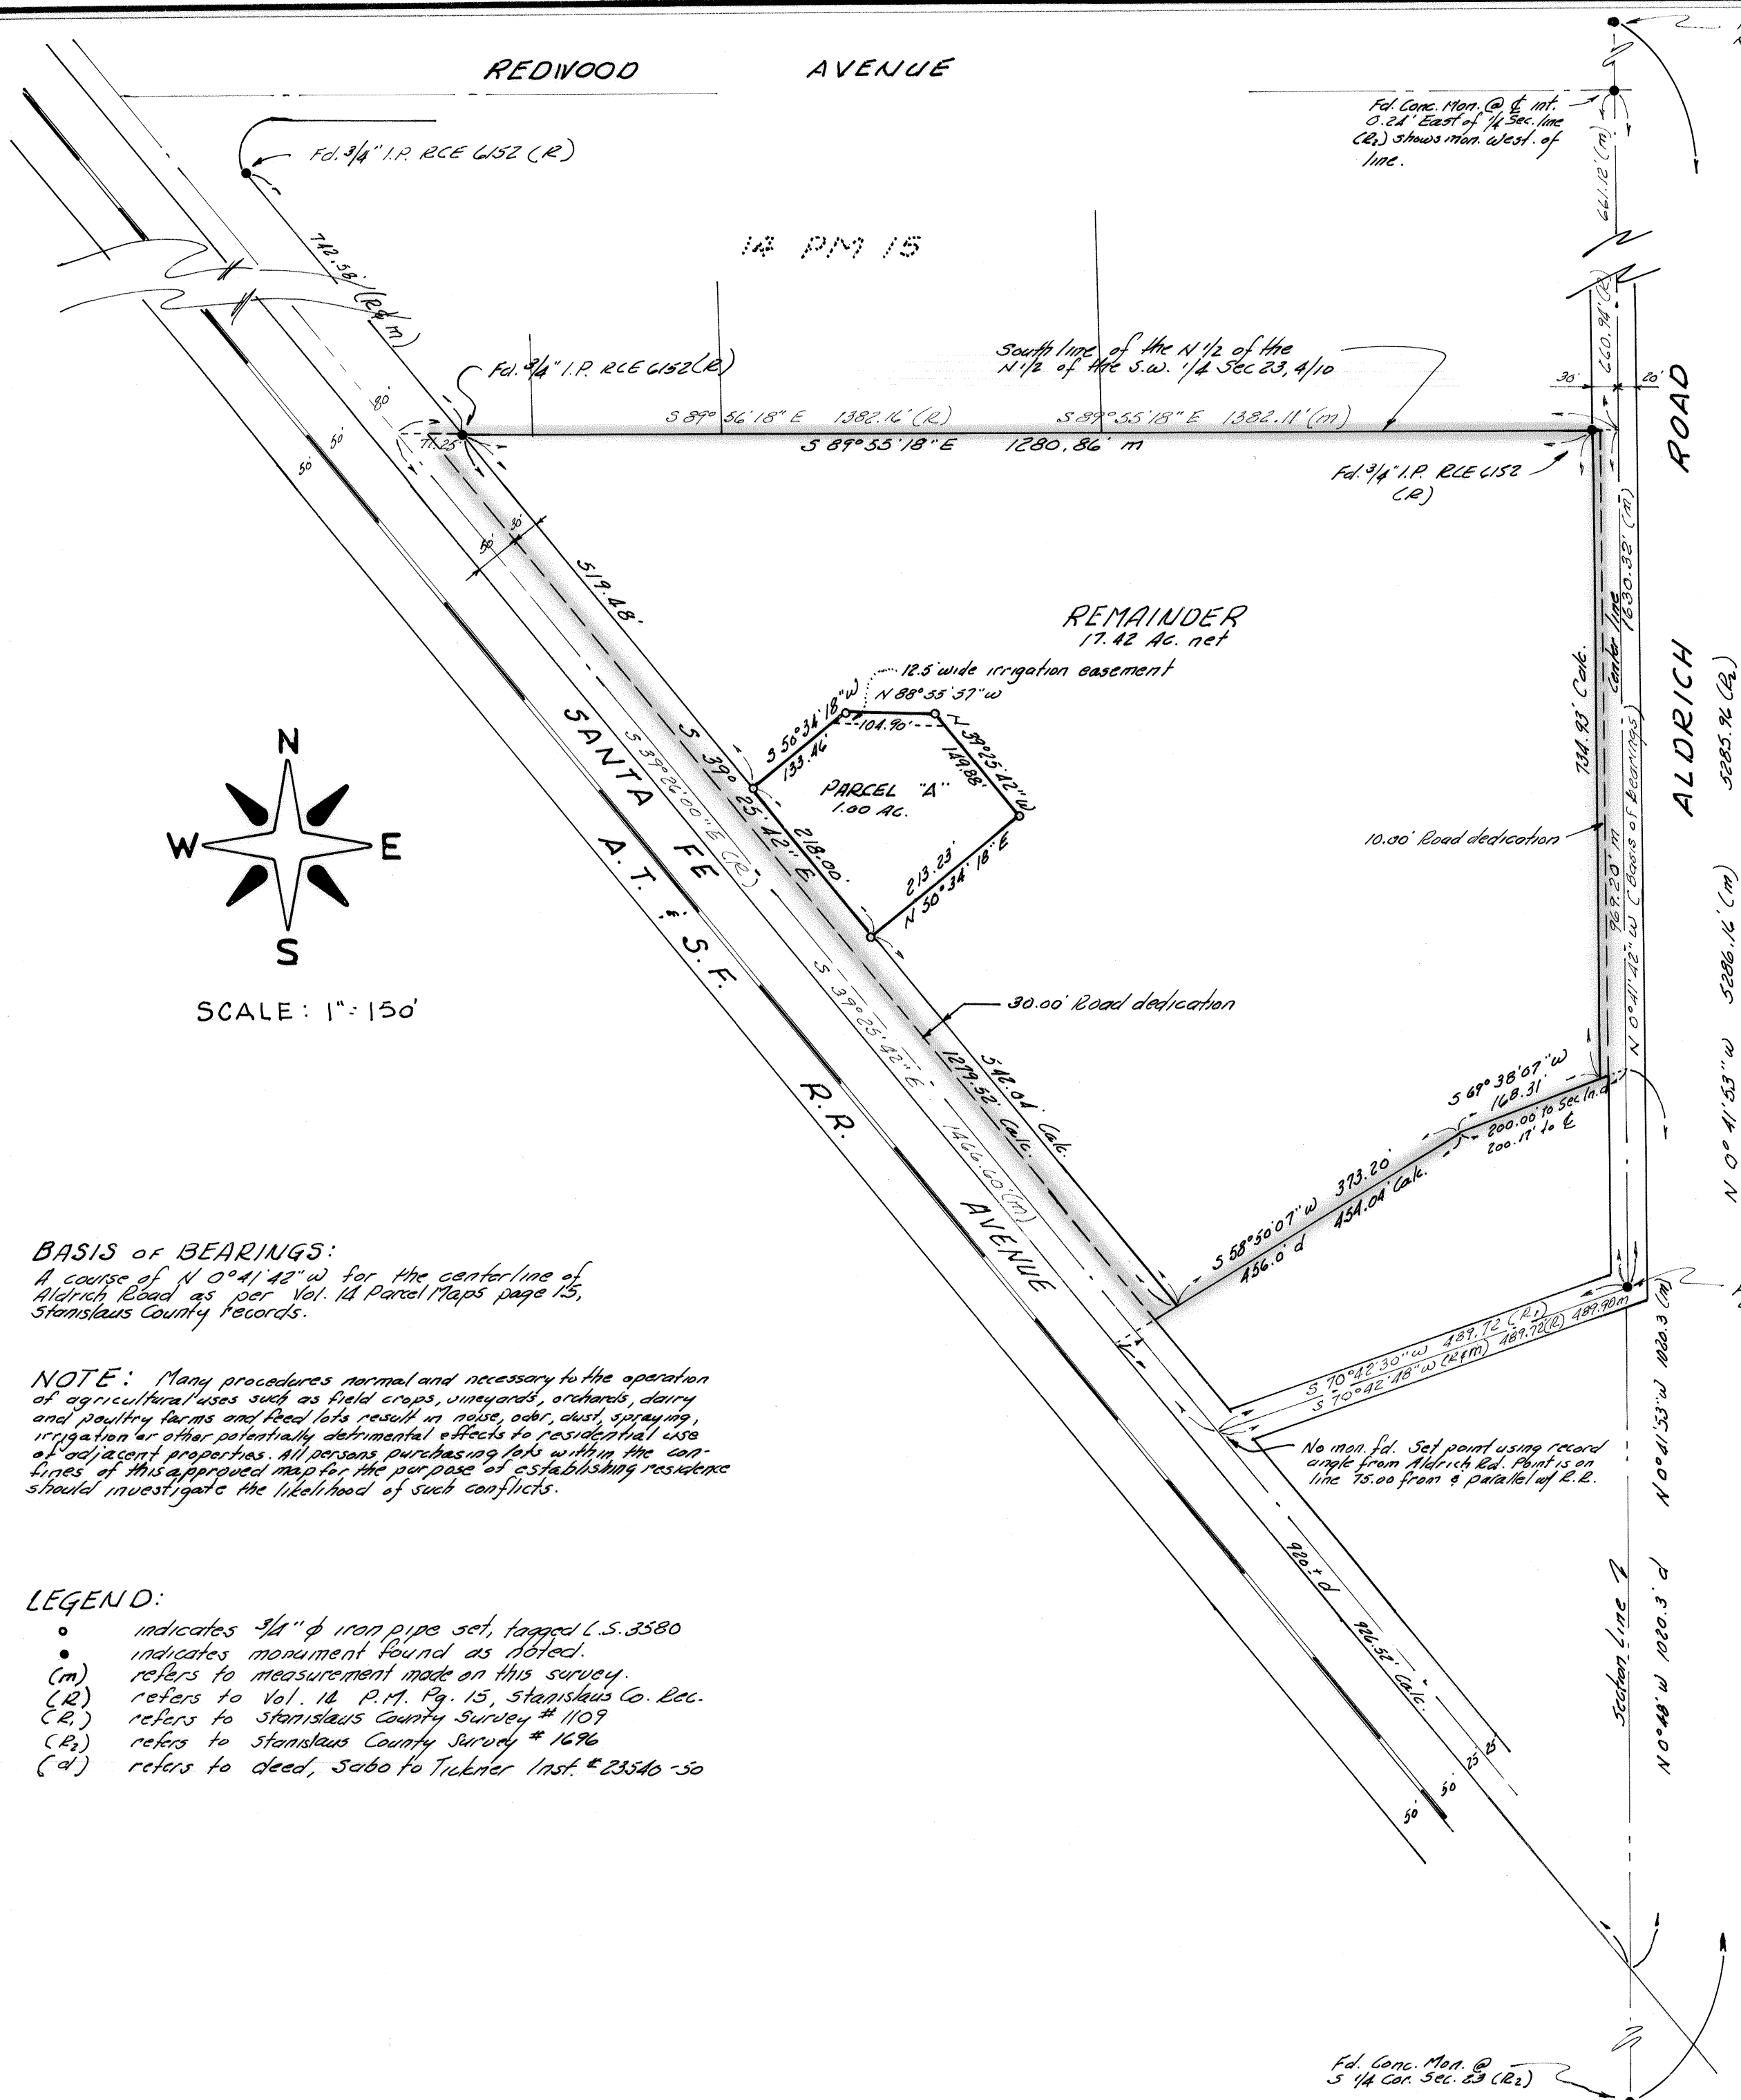 REDWOOD AVENUE
Fd. 3/4" I.P. RCE 6152 (R)
Fd. Conc. Mon. @ ℄ int.
0.24' East of 1/4 Sec. line
(R₂) shows mon. west. of
line.
661.12' (m)
742.58' (R&m)
14 PM 15
Fd. 3/4" I.P. RCE 6152 (R)
South line of the N 1/2 of the
N 1/2 of the S.W. 1/4 Sec 23, 4/10
660.94' (R)
30' 20'
S 89° 56' 18" E 1382.16' (R) S 89° 55' 18" E 1382.11' (m)
S 89° 55' 18" E 1280.86' m
77.25
80'
50'
50'
Fd. 3/4" I.P. RCE 6152
(R)
ALDRICH ROAD
30'
50'
519.48'
REMAINDER
17.42 Ac. net
12.5' wide irrigation easement
N 88° 55' 57" W
104.90'
S 50° 34' 18" W
133.46'
N 39° 25' 42" W
149.88'
PARCEL "A"
1.00 AC.
218.00'
213.23'
N 50° 34' 18" E
734.93' Calc.
Center line
1630.32' (m)
969.20' m
N 0° 41' 42" W (Basis of bearings)
10.00' Road dedication
5285.96 (R₂)
N 0° 41' 53" W 5286.16' (m)
SANTA FE AVENUE
S 39° 26' 00" E (R)
S 39° 25' 42" E
A.T. & S.F. R.R.
N
W E
S
SCALE: 1" = 150'
30.00' Road dedication
S 39° 25' 42" E 1466.60' (m)
1279.52' Calc.
542.04' Calc.
S 69° 38' 07" W
168.31'
200.00' to Sec ln. d
200.17' to ℄
S 58° 50' 07" W 373.20'
456.0' d 454.04' Calc.
S 70° 42' 30" W 489.72 (R₁)
S 70° 42' 48" W (R&m) 489.72 (R) 489.90 m
No mon. fd. Set point using record
angle from Aldrich Rd. Point is on
line 75.00 from & parallel w/ R.R.
N 0° 41' 53" W 1020.3 (m)
N 0° 48' W 1020.3' d
Section Line
920± d
926.52' Calc.
25' 25'
50'
50'
BASIS OF BEARINGS:
A course of N 0° 41' 42" W for the centerline of
Aldrich Road as per Vol. 14 Parcel Maps page 15,
Stanislaus County records.
NOTE: Many procedures normal and necessary to the operation
of agricultural uses such as field crops, vineyards, orchards, dairy
and poultry farms and feed lots result in noise, odor, dust, spraying,
irrigation or other potentially detrimental effects to residential use
of adjacent properties. All persons purchasing lots within the con-
fines of this approved map for the purpose of establishing residence
should investigate the likelihood of such conflicts.
LEGEND:
o indicates 3/4" ϕ iron pipe set, tagged L.S. 3580
• indicates monument found as noted.
(m) refers to measurement made on this survey.
(R) refers to Vol. 14 P.M. Pg. 15, Stanislaus Co. Rec.
(R₁) refers to Stanislaus County Survey # 1109
(R₂) refers to Stanislaus County Survey # 1696
(d) refers to deed, Sabo to Tickner Inst. # 23540-50
Fd. Conc. Mon. @
S 1/4 Cor. Sec. 23 (R₂)